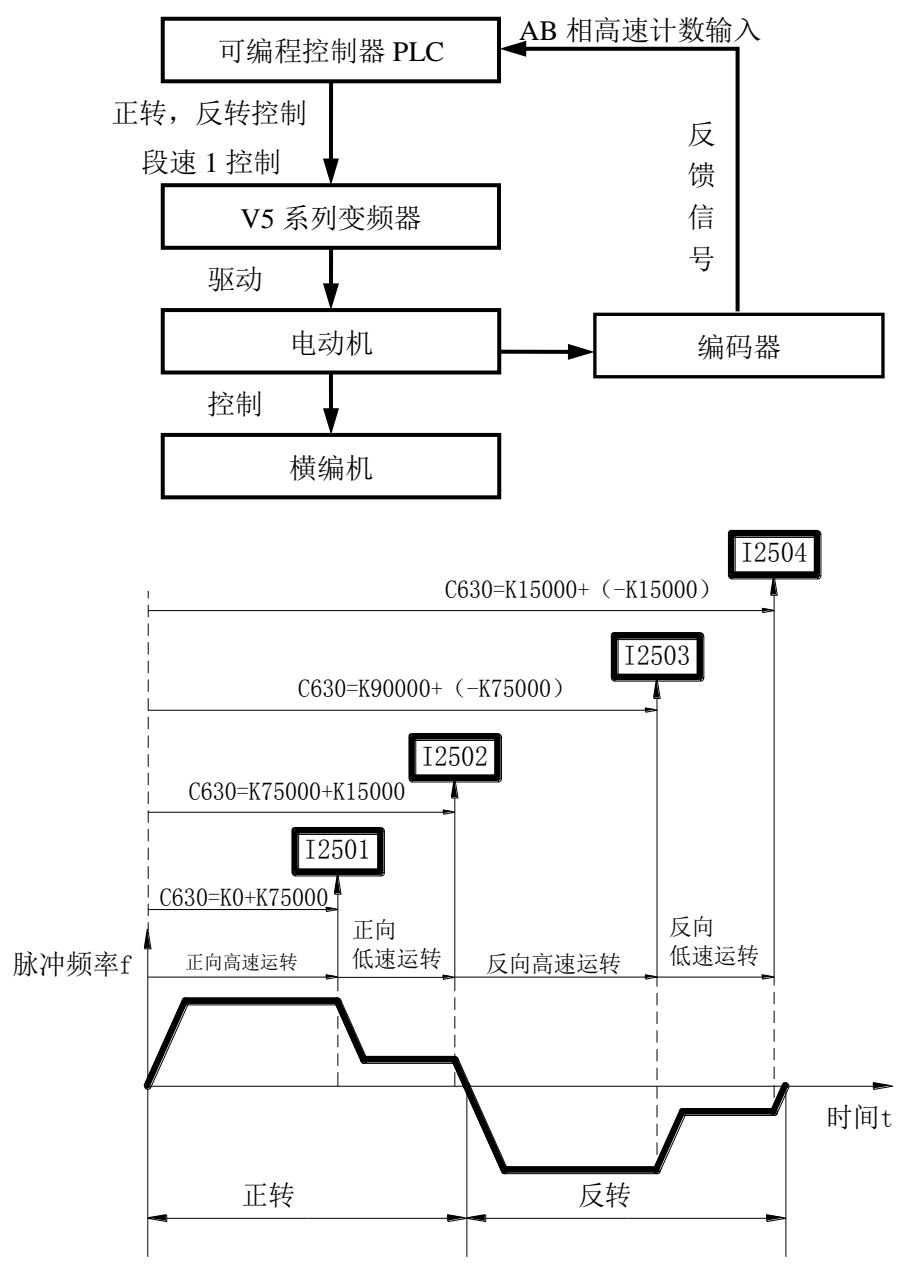 可编程控制器 PLC
AB 相高速计数输入
正转，反转控制
段速 1 控制
反
馈
信
号
V5 系列变频器
驱动
电动机
编码器
控制
横编机
I2504
C630=K15000+（-K15000）
I2503
C630=K90000+（-K75000）
I2502
C630=K75000+K15000
I2501
C630=K0+K75000
正向
低速运转
反向
低速运转
脉冲频率f
正向高速运转
反向高速运转
时间t
正转
反转